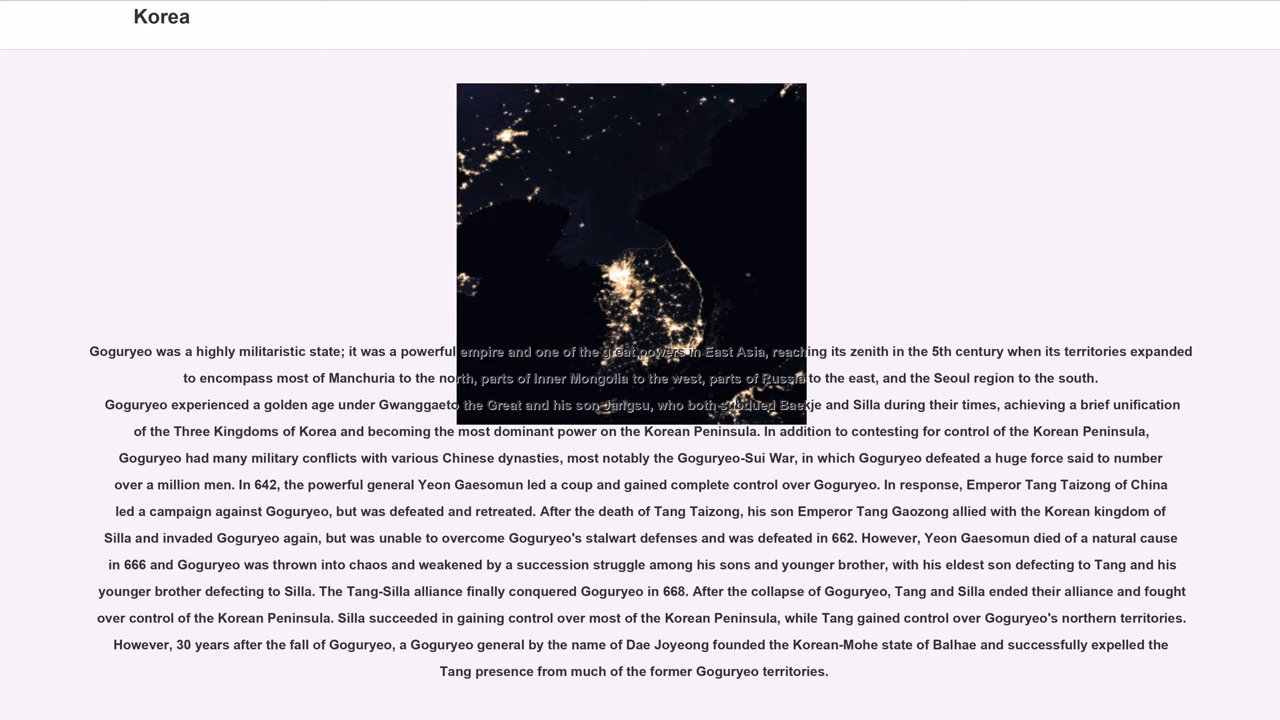 Korea
Goguryeo was a highly militaristic state; it was a powerful empire and one of the great powers in East Asia, reaching its zenith in the 5th century when its territories expanded
to encompass most of Manchuria to the north, parts of Inner Mongolia to the west, parts of Russia to the east, and the Seoul region to the south.
Goguryeo experienced a golden age under Gwanggaeto the Great and his son Jangsu, who both subdued Baekje and Silla during their times, achieving a brief unification
of the Three Kingdoms of Korea and becoming the most dominant power on the Korean Peninsula. In addition to contesting for control of the Korean Peninsula,
Goguryeo had many military conflicts with various Chinese dynasties, most notably the Goguryeo-Sui War, in which Goguryeo defeated a huge force said to number
over a million men. In 642, the powerful general Yeon Gaesomun led a coup and gained complete control over Goguryeo. In response, Emperor Tang Taizong of China
led a campaign against Goguryeo, but was defeated and retreated. After the death of Tang Taizong, his son Emperor Tang Gaozong allied with the Korean kingdom of
Silla and invaded Goguryeo again, but was unable to overcome Goguryeo's stalwart defenses and was defeated in 662. However, Yeon Gaesomun died of a natural cause
in 666 and Goguryeo was thrown into chaos and weakened by a succession struggle among his sons and younger brother, with his eldest son defecting to Tang and his
younger brother defecting to Silla. The Tang-Silla alliance finally conquered Goguryeo in 668. After the collapse of Goguryeo, Tang and Silla ended their alliance and fought
over control of the Korean Peninsula. Silla succeeded in gaining control over most of the Korean Peninsula, while Tang gained control over Goguryeo's northern territories.
However, 30 years after the fall of Goguryeo, a Goguryeo general by the name of Dae Joyeong founded the Korean-Mohe state of Balhae and successfully expelled the
Tang presence from much of the former Goguryeo territories.